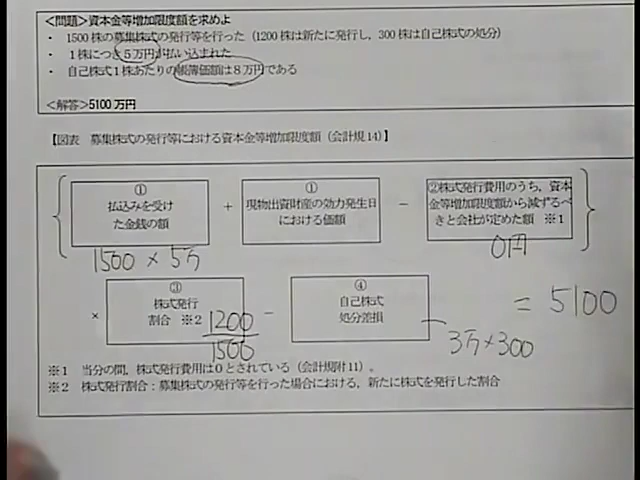 <問題>資本金等増加限度額を求めよ
・ 1500株の募集株式の発行等を行った(1200株は新たに発行し，300株は自己株式の処分)
・ 1株につき5万円が払い込まれた
・ 自己株式1株あたりの帳簿価額は8万円である
<解答>5100万円
【図表 募集株式の発行等における資本金等増加限度額（会計規14）】
①
払込みを受けた金銭の額
1500×5万
+
①
現物出資財産の効力発生日における価額
−
②株式発行費用のうち，資本金等増加限度額から減ずるべきと会社が定めた額 ※1
0円
×
③
株式発行割合 ※2
1200
1500
−
④
自己株式処分差損
3万×300
= 5100
※1 当分の間，株式発行費用は0とされている（会計規附11）。
※2 株式発行割合：募集株式の発行等を行った場合における，新たに株式を発行した割合